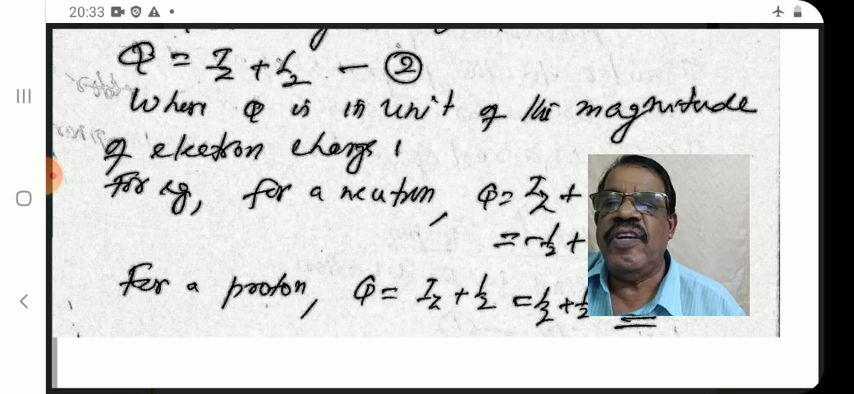 20:33
Q = I_z + 1/2 — ②
Where Q is in unit of the magnitude
of electron charge
For eg, for a neutron, Q = I_z +
= -1/2 +
For a proton, Q = I_z + 1/2 = 1/2 + 1/2